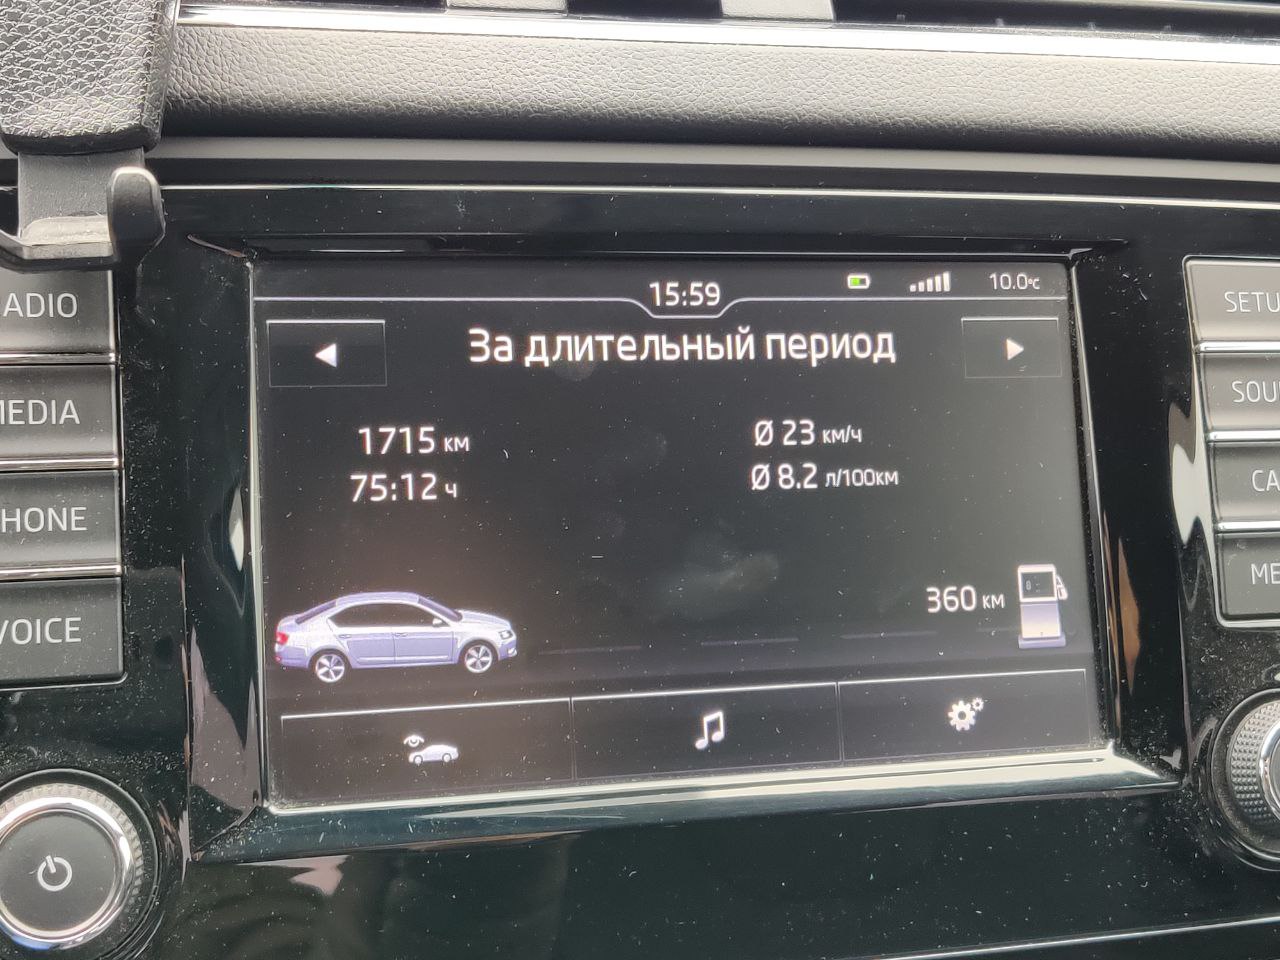 15:59
10.0°C
За длительный период
1715 км
Ø 23 км/ч
75:12 ч
Ø 8.2 л/100км
360 км
ADIO
MEDIA
HONE
VOICE
SETU
SOU
CA
ME